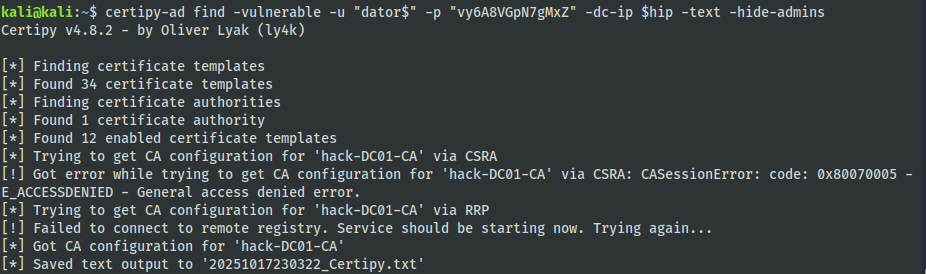 kali@kali:~$ certipy-ad find -vulnerable -u "dator$" -p "vy6A8VGpN7gMxZ" -dc-ip $hip -text -hide-admins
Certipy v4.8.2 - by Oliver Lyak (ly4k)
[*] Finding certificate templates
[*] Found 34 certificate templates
[*] Finding certificate authorities
[*] Found 1 certificate authority
[*] Found 12 enabled certificate templates
[*] Trying to get CA configuration for 'hack-DC01-CA' via CSRA
[!] Got error while trying to get CA configuration for 'hack-DC01-CA' via CSRA: CASessionError: code: 0x80070005 -
E_ACCESSDENIED - General access denied error.
[*] Trying to get CA configuration for 'hack-DC01-CA' via RRP
[!] Failed to connect to remote registry. Service should be starting now. Trying again...
[*] Got CA configuration for 'hack-DC01-CA'
[*] Saved text output to '20251017230322_Certipy.txt'